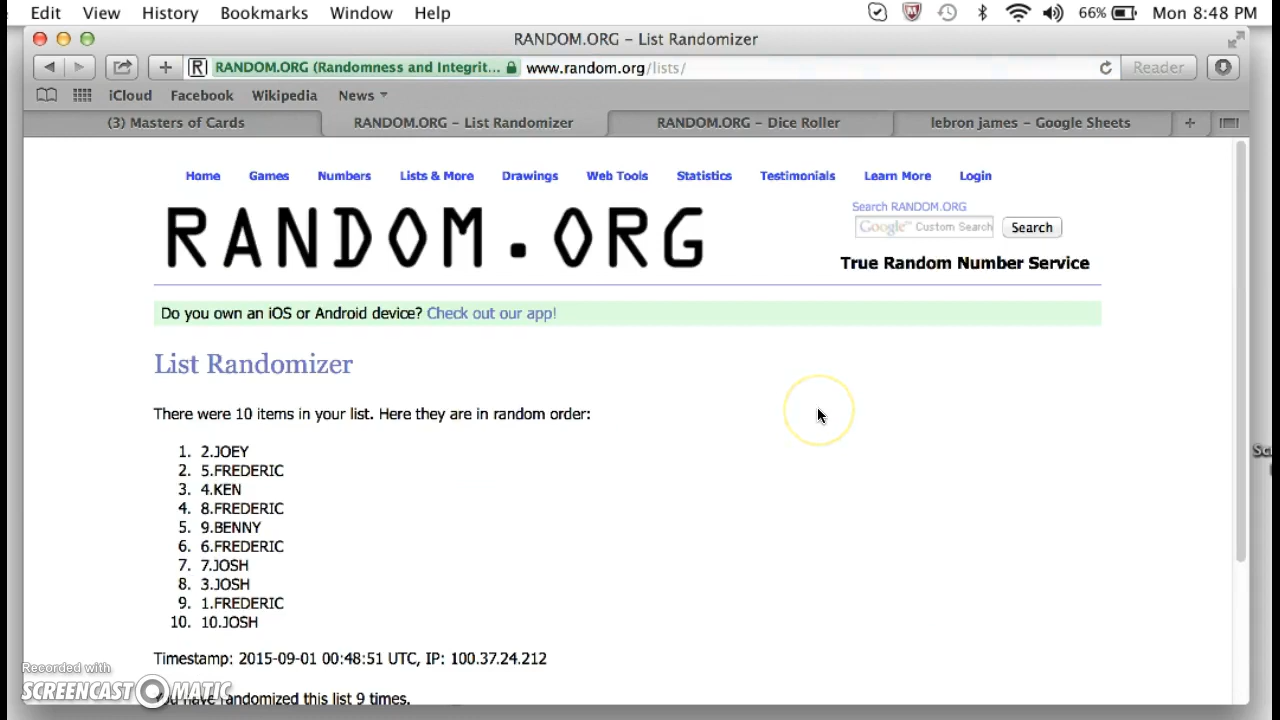 Edit View History Bookmarks Window Help 66% Mon 8:48 PM
RANDOM.ORG – List Randomizer
R RANDOM.ORG (Randomness and Integrit... www.random.org/lists/ Reader
iCloud Facebook Wikipedia News
(3) Masters of Cards RANDOM.ORG – List Randomizer RANDOM.ORG – Dice Roller lebron james – Google Sheets
Home Games Numbers Lists & More Drawings Web Tools Statistics Testimonials Learn More Login
Search RANDOM.ORG
RANDOM.ORG
Google™ Custom Search Search
True Random Number Service
Do you own an iOS or Android device? Check out our app!
List Randomizer
There were 10 items in your list. Here they are in random order:
1. 2.JOEY
2. 5.FREDERIC
3. 4.KEN
4. 8.FREDERIC
5. 9.BENNY
6. 6.FREDERIC
7. 7.JOSH
8. 3.JOSH
9. 1.FREDERIC
10. 10.JOSH
Timestamp: 2015-09-01 00:48:51 UTC, IP: 100.37.24.212
Recorded with
SCREENCAST MATIC
You have randomized this list 9 times.